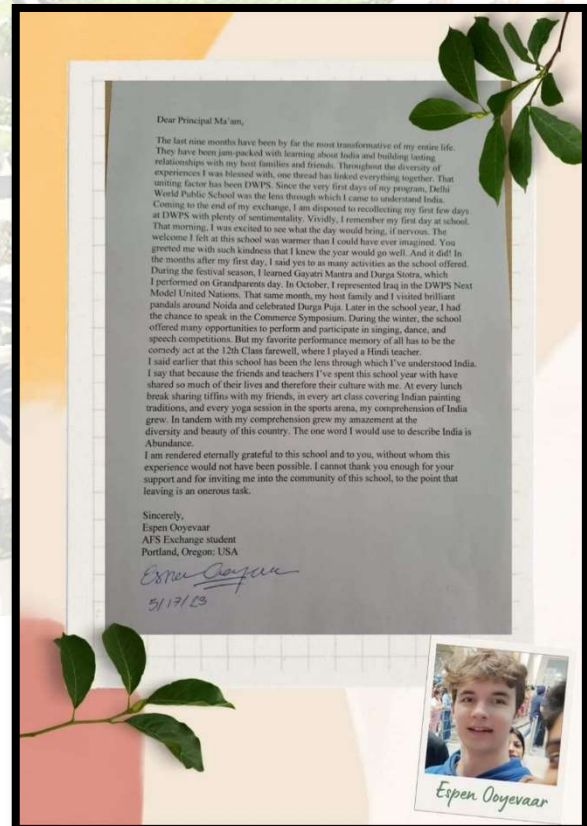 Dear Principal Ma'am,
The last nine months have been by far the most transformative of my entire life.
They have been jam-packed with learning about India and building lasting
relationships with my host families and friends. Throughout the diversity of
experiences I was blessed with, one thread has linked everything together. That
uniting factor has been DWPS. Since the very first days of my program, Delhi
World Public School was the lens through which I came to understand India.
Coming to the end of my exchange, I am disposed to recollecting my first few days
at DWPS with plenty of sentimentality. Vividly, I remember my first day at school.
That morning, I was excited to see what the day would bring, if nervous. The
welcome I felt at this school was warmer than I could have ever imagined. You
greeted me with such kindness that I knew the year would go well. And it did! In
the months after my first day, I said yes to as many activities as the school offered.
During the festival season, I learned Gayatri Mantra and Durga Stotra, which
I performed on Grandparents day. In October, I represented Iraq in the DWPS Next
Model United Nations. That same month, my host family and I visited brilliant
pandals around Noida and celebrated Durga Puja. Later in the school year, I had
the chance to speak in the Commerce Symposium. During the winter, the school
offered many opportunities to perform and participate in singing, dance, and
speech competitions. But my favorite performance memory of all has to be the
comedy act at the 12th Class farewell, where I played a Hindi teacher.
I said earlier that this school has been the lens through which I've understood India.
I say that because the friends and teachers I've spent this school year with have
shared so much of their lives and therefore their culture with me. At every lunch
break sharing tiffins with my friends, in every art class covering Indian painting
traditions, and every yoga session in the sports arena, my comprehension of India
grew. In tandem with my comprehension grew my amazement at the
diversity and beauty of this country. The one word I would use to describe India is
Abundance.
I am rendered eternally grateful to this school and to you, without whom this
experience would not have been possible. I cannot thank you enough for your
support and for inviting me into the community of this school, to the point that
leaving is an onerous task.
Sincerely,
Espen Ooyevaar
AFS Exchange student
Portland, Oregon: USA
Espen Ooyevaar
5/17/23
Espen Ooyevaar